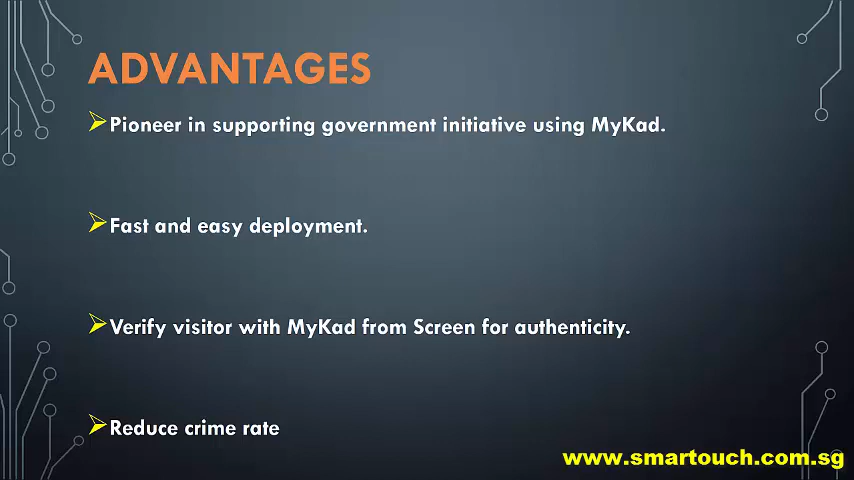 ADVANTAGES
Pioneer in supporting government initiative using MyKad.
Fast and easy deployment.
Verify visitor with MyKad from Screen for authenticity.
Reduce crime rate
www.smartouch.com.sg